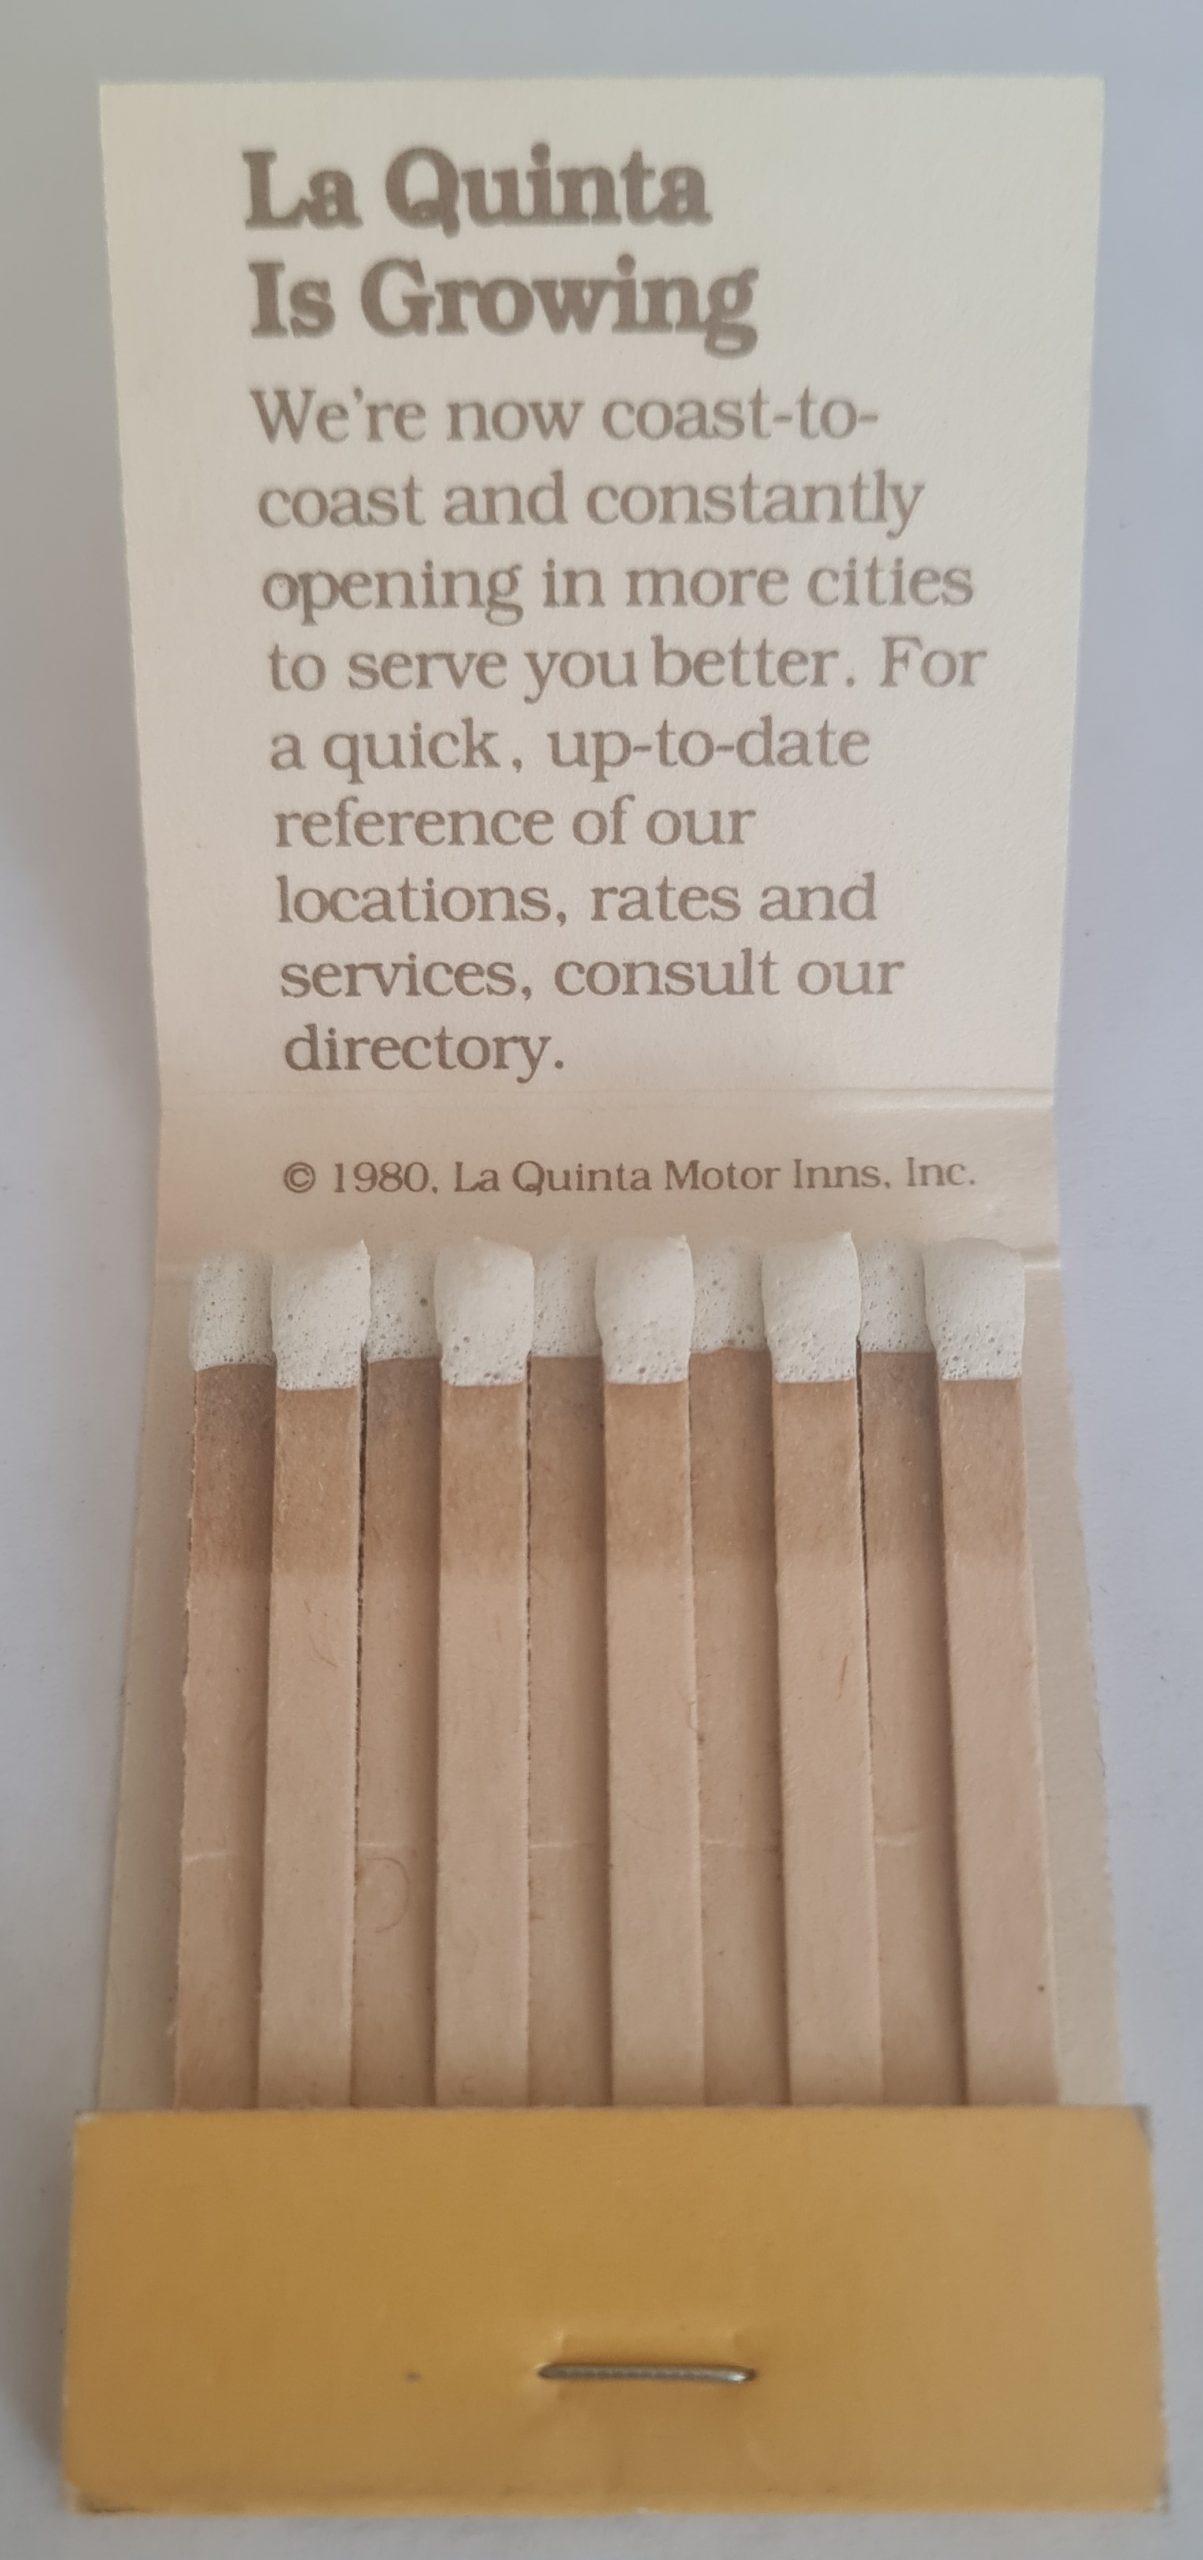 La Quinta
Is Growing
We're now coast-to-
coast and constantly
opening in more cities
to serve you better. For
a quick, up-to-date
reference of our
locations, rates and
services, consult our
directory.
© 1980, La Quinta Motor Inns, Inc.